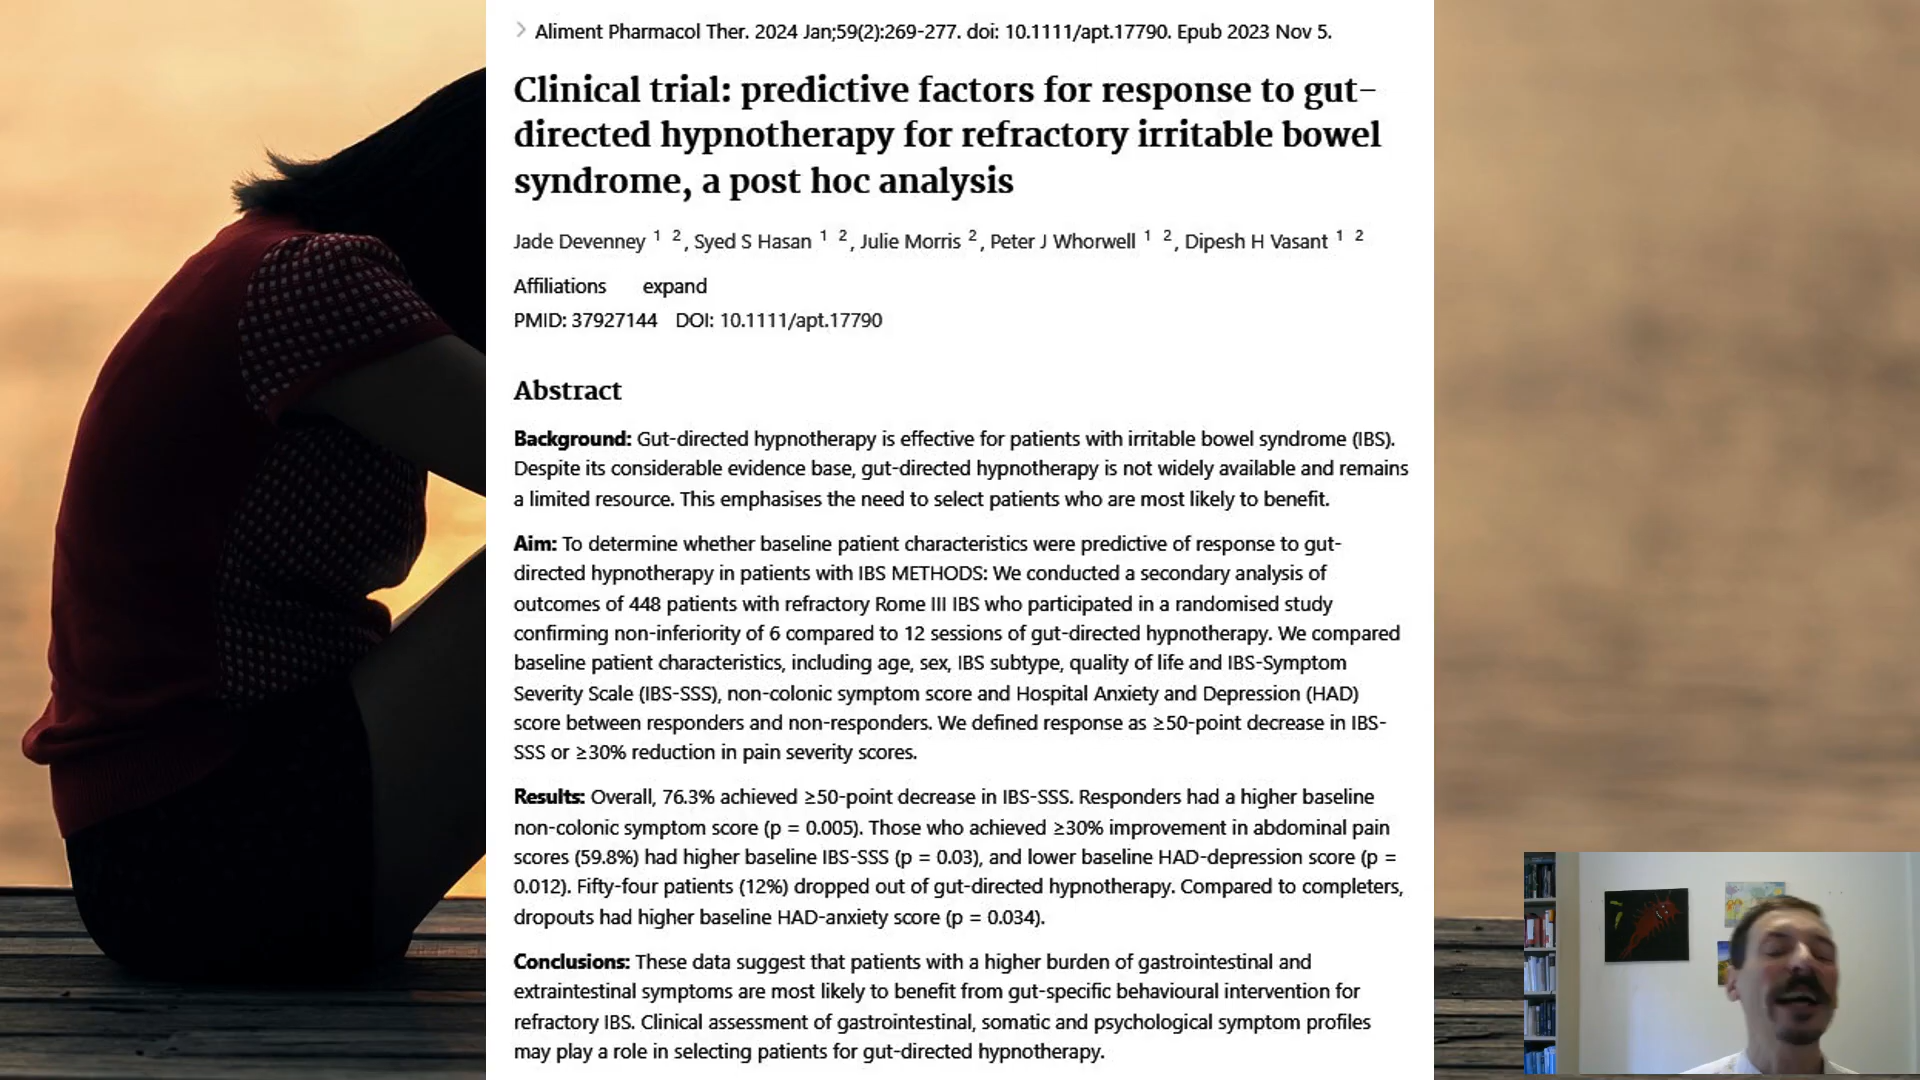 Aliment Pharmacol Ther. 2024 Jan;59(2):269-277. doi: 10.1111/apt.17790. Epub 2023 Nov 5.
Clinical trial: predictive factors for response to gut-
directed hypnotherapy for refractory irritable bowel
syndrome, a post hoc analysis
Jade Devenney 1 2, Syed S Hasan 1 2, Julie Morris 2, Peter J Whorwell 1 2, Dipesh H Vasant 1 2
Affiliations expand
PMID: 37927144 DOI: 10.1111/apt.17790
Abstract
Background: Gut-directed hypnotherapy is effective for patients with irritable bowel syndrome (IBS).
Despite its considerable evidence base, gut-directed hypnotherapy is not widely available and remains
a limited resource. This emphasises the need to select patients who are most likely to benefit.
Aim: To determine whether baseline patient characteristics were predictive of response to gut-
directed hypnotherapy in patients with IBS METHODS: We conducted a secondary analysis of
outcomes of 448 patients with refractory Rome III IBS who participated in a randomised study
confirming non-inferiority of 6 compared to 12 sessions of gut-directed hypnotherapy. We compared
baseline patient characteristics, including age, sex, IBS subtype, quality of life and IBS-Symptom
Severity Scale (IBS-SSS), non-colonic symptom score and Hospital Anxiety and Depression (HAD)
score between responders and non-responders. We defined response as ≥50-point decrease in IBS-
SSS or ≥30% reduction in pain severity scores.
Results: Overall, 76.3% achieved ≥50-point decrease in IBS-SSS. Responders had a higher baseline
non-colonic symptom score (p = 0.005). Those who achieved ≥30% improvement in abdominal pain
scores (59.8%) had higher baseline IBS-SSS (p = 0.03), and lower baseline HAD-depression score (p =
0.012). Fifty-four patients (12%) dropped out of gut-directed hypnotherapy. Compared to completers,
dropouts had higher baseline HAD-anxiety score (p = 0.034).
Conclusions: These data suggest that patients with a higher burden of gastrointestinal and
extraintestinal symptoms are most likely to benefit from gut-specific behavioural intervention for
refractory IBS. Clinical assessment of gastrointestinal, somatic and psychological symptom profiles
may play a role in selecting patients for gut-directed hypnotherapy.